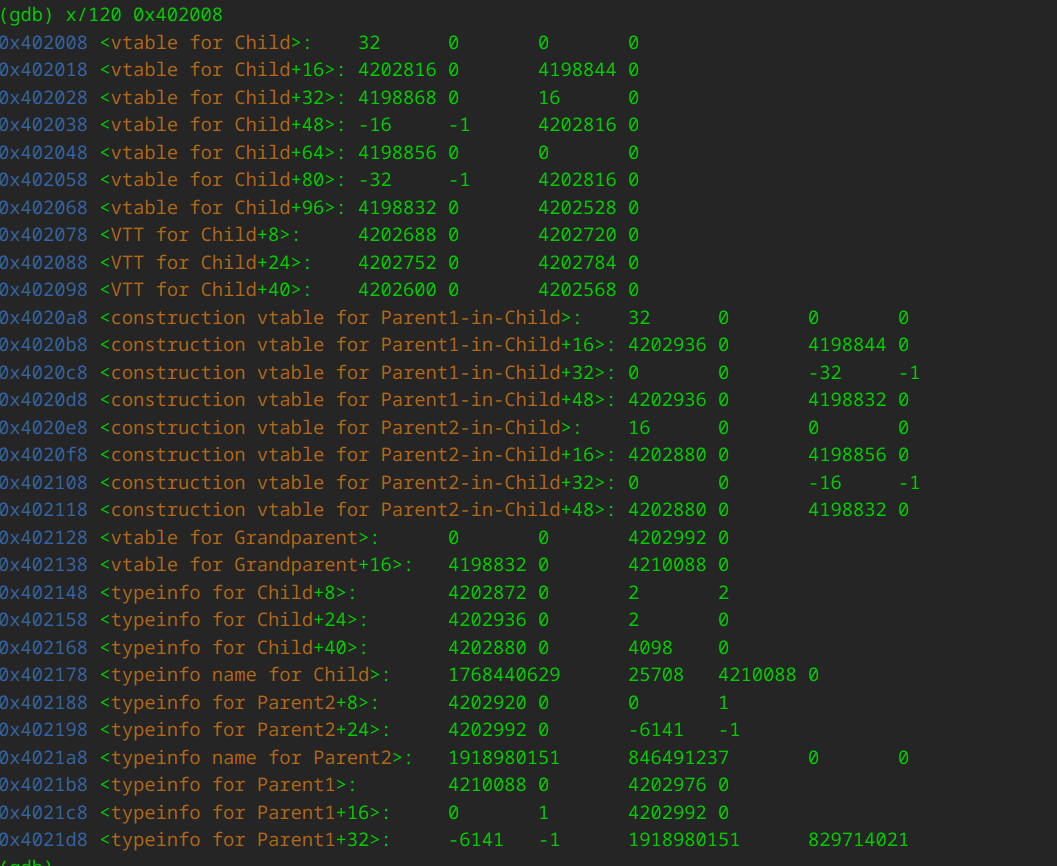 (gdb) x/120 0x402008
0x402008 <vtable for Child>: 32 0 0 0
0x402018 <vtable for Child+16>: 4202816 0 4198844 0
0x402028 <vtable for Child+32>: 4198868 0 16 0
0x402038 <vtable for Child+48>: -16 -1 4202816 0
0x402048 <vtable for Child+64>: 4198856 0 0 0
0x402058 <vtable for Child+80>: -32 -1 4202816 0
0x402068 <vtable for Child+96>: 4198832 0 4202528 0
0x402078 <VTT for Child+8>: 4202688 0 4202720 0
0x402088 <VTT for Child+24>: 4202752 0 4202784 0
0x402098 <VTT for Child+40>: 4202600 0 4202568 0
0x4020a8 <construction vtable for Parent1-in-Child>: 32 0 0 0
0x4020b8 <construction vtable for Parent1-in-Child+16>: 4202936 0 4198844 0
0x4020c8 <construction vtable for Parent1-in-Child+32>: 0 0 -32 -1
0x4020d8 <construction vtable for Parent1-in-Child+48>: 4202936 0 4198832 0
0x4020e8 <construction vtable for Parent2-in-Child>: 16 0 0 0
0x4020f8 <construction vtable for Parent2-in-Child+16>: 4202880 0 4198856 0
0x402108 <construction vtable for Parent2-in-Child+32>: 0 0 -16 -1
0x402118 <construction vtable for Parent2-in-Child+48>: 4202880 0 4198832 0
0x402128 <vtable for Grandparent>: 0 0 4202992 0
0x402138 <vtable for Grandparent+16>: 4198832 0 4210088 0
0x402148 <typeinfo for Child+8>: 4202872 0 2 2
0x402158 <typeinfo for Child+24>: 4202936 0 2 0
0x402168 <typeinfo for Child+40>: 4202880 0 4098 0
0x402178 <typeinfo name for Child>: 1768440629 25708 4210088 0
0x402188 <typeinfo for Parent2+8>: 4202920 0 0 1
0x402198 <typeinfo for Parent2+24>: 4202992 0 -6141 -1
0x4021a8 <typeinfo name for Parent2>: 1918980151 846491237 0 0
0x4021b8 <typeinfo for Parent1>: 4210088 0 4202976 0
0x4021c8 <typeinfo for Parent1+16>: 0 1 4202992 0
0x4021d8 <typeinfo for Parent1+32>: -6141 -1 1918980151 829714021
(gdb)